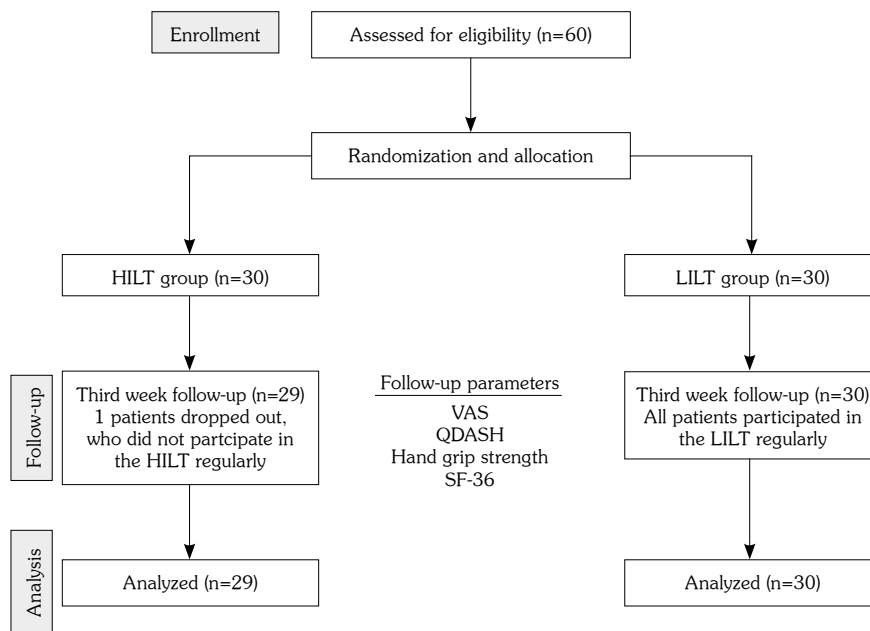 Enrollment
Assessed for eligibility (n=60)
Randomization and allocation
HILT group (n=30)
LILT group (n=30)
Follow-up
Third week follow-up (n=29)
1 patients dropped out,
who did not partcipate in
the HILT regularly
Follow-up parameters
VAS
QDASH
Hand grip strength
SF-36
Third week follow-up (n=30)
All patients participated in
the LILT regularly
Analysis
Analyzed (n=29)
Analyzed (n=30)